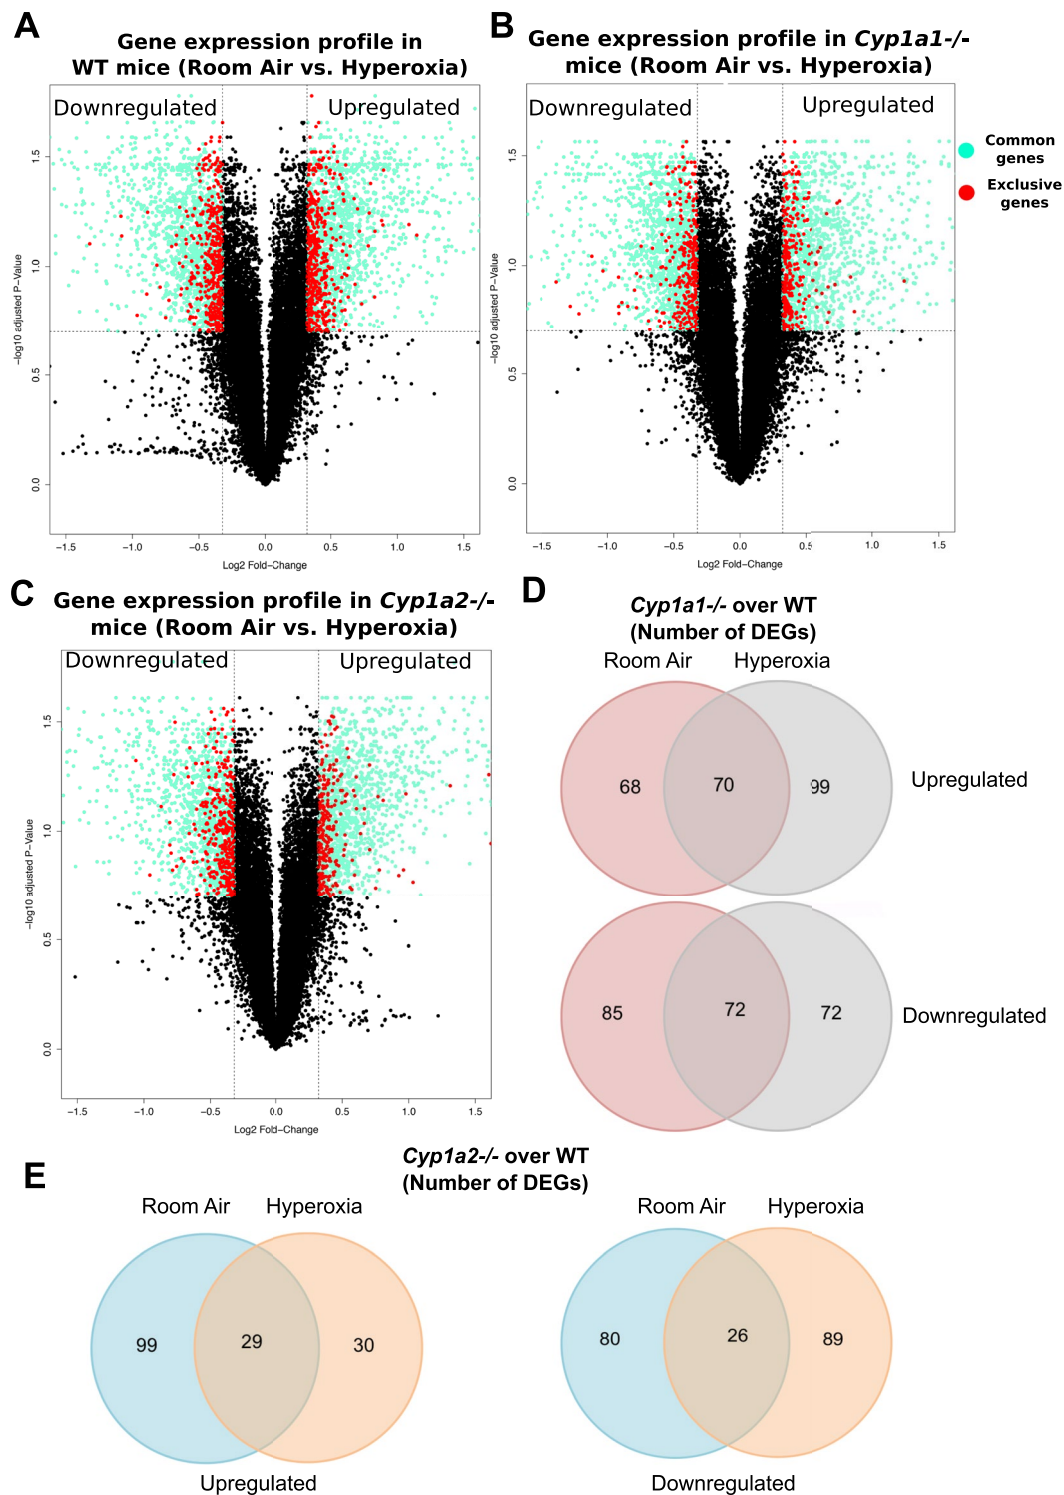 A
Gene expression profile in
WT mice (Room Air vs. Hyperoxia)
Downregulated
Upregulated
−log10 adjusted P−Value
1.5
1.0
0.5
0.0
−1.5 −1.0 −0.5 0.0 0.5 1.0 1.5
Log2 Fold−Change
B
Gene expression profile in Cyp1a1-/-
mice (Room Air vs. Hyperoxia)
Downregulated
Upregulated
−log10 adjusted P−Value
1.5
1.0
0.5
0.0
−1.5 −1.0 −0.5 0.0 0.5 1.0 1.5
Log2 Fold−Change
Common
genes
Exclusive
genes
C
Gene expression profile in Cyp1a2-/-
mice (Room Air vs. Hyperoxia)
Downregulated
Upregulated
−log10 adjusted P−Value
1.5
1.0
0.5
0.0
−1.5 −1.0 −0.5 0.0 0.5 1.0 1.5
Log2 Fold−Change
D
Cyp1a1-/- over WT
(Number of DEGs)
Room Air Hyperoxia
68 70 99
Upregulated
85 72 72
Downregulated
E
Cyp1a2-/- over WT
(Number of DEGs)
Room Air Hyperoxia
99 29 30
Upregulated
Room Air Hyperoxia
80 26 89
Downregulated